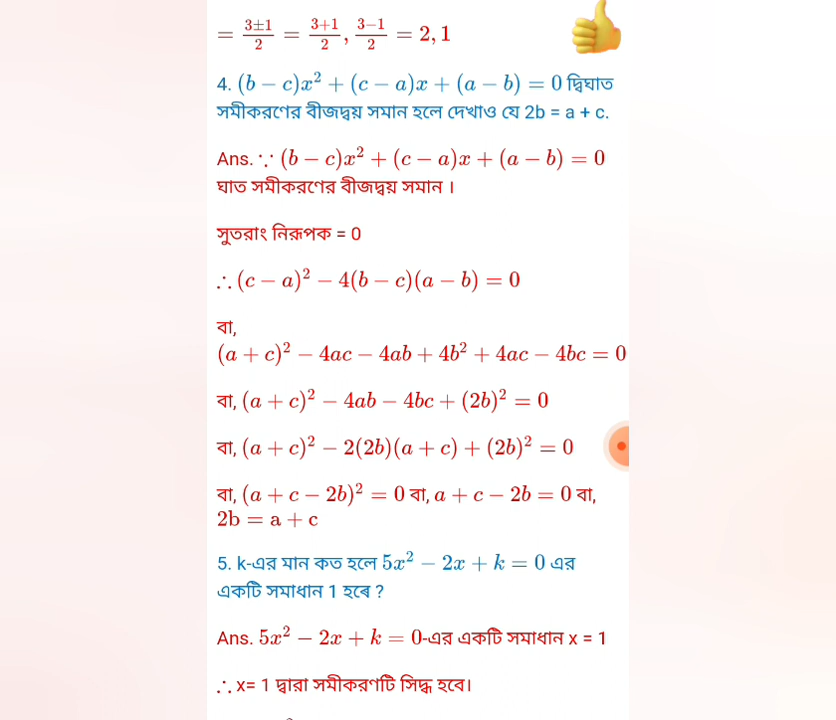 = (3±1)/2 = (3+1)/2, (3−1)/2 = 2, 1
4. (b − c)x² + (c − a)x + (a − b) = 0 দ্বিঘাত
সমীকরণের বীজদ্বয় সমান হলে দেখাও যে 2b = a + c.
Ans. ∵ (b − c)x² + (c − a)x + (a − b) = 0
ঘাত সমীকরণের বীজদ্বয় সমান ।
সুতরাং নিরূপক = 0
∴ (c − a)² − 4(b − c)(a − b) = 0
বা,
(a + c)² − 4ac − 4ab + 4b² + 4ac − 4bc = 0
বা, (a + c)² − 4ab − 4bc + (2b)² = 0
বা, (a + c)² − 2(2b)(a + c) + (2b)² = 0
বা, (a + c − 2b)² = 0 বা, a + c − 2b = 0 বা,
2b = a + c
5. k-এর মান কত হলে 5x² − 2x + k = 0 এর
একটি সমাধান 1 হৰে ?
Ans. 5x² − 2x + k = 0-এর একটি সমাধান x = 1
∴ x= 1 দ্বারা সমীকরণটি সিদ্ধ হবে।